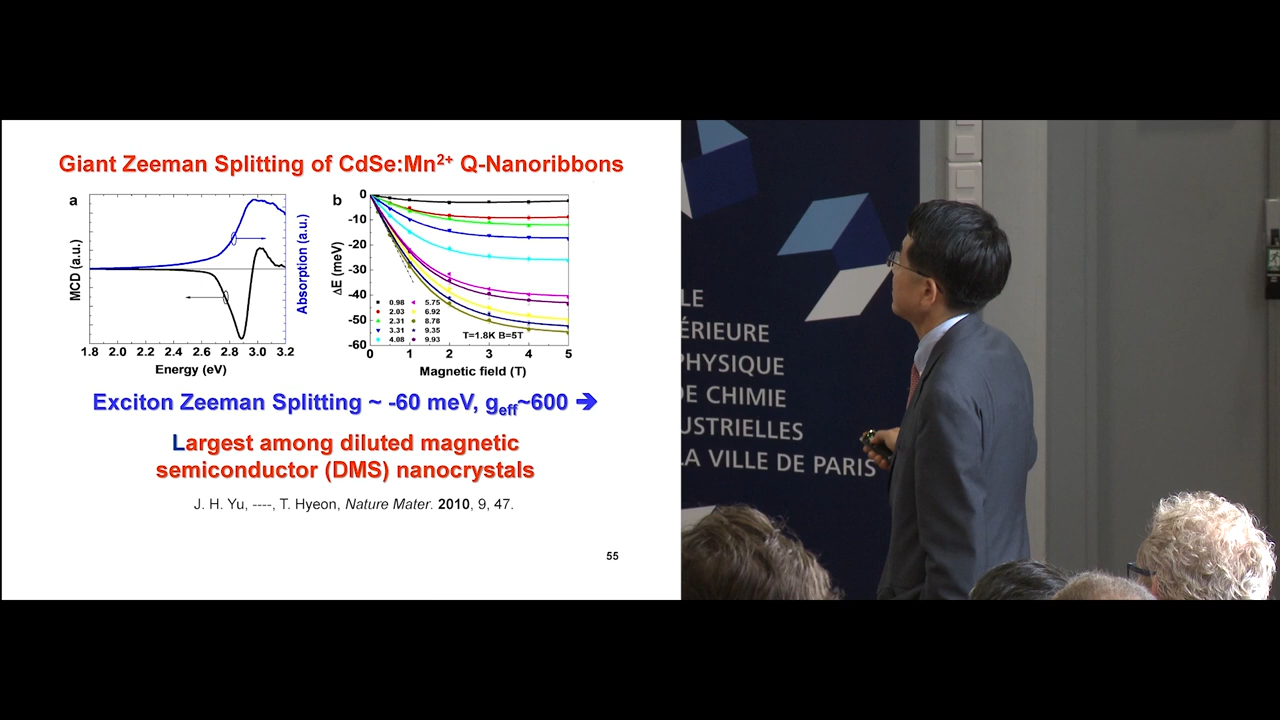 Giant Zeeman Splitting of CdSe:Mn2+ Q-Nanoribbons
a
MCD (a.u.)
Absorption (a.u.)
1.8 2.0 2.2 2.4 2.6 2.8 3.0 3.2
Energy (eV)
b
0
-10
-20
-30
-40
-50
-60
ΔE (meV)
0.98 5.75
2.03 6.92
2.31 8.78
3.31 9.35
4.08 9.93
T=1.8K B=5T
0 1 2 3 4 5
Magnetic field (T)
Exciton Zeeman Splitting ~ -60 meV, geff~600 ➔
Largest among diluted magnetic
semiconductor (DMS) nanocrystals
J. H. Yu, ----, T. Hyeon, Nature Mater. 2010, 9, 47.
55
LE
ÉRIEURE
PHYSIQUE
DE CHIMIE
USTRIELLES
LA VILLE DE PARIS